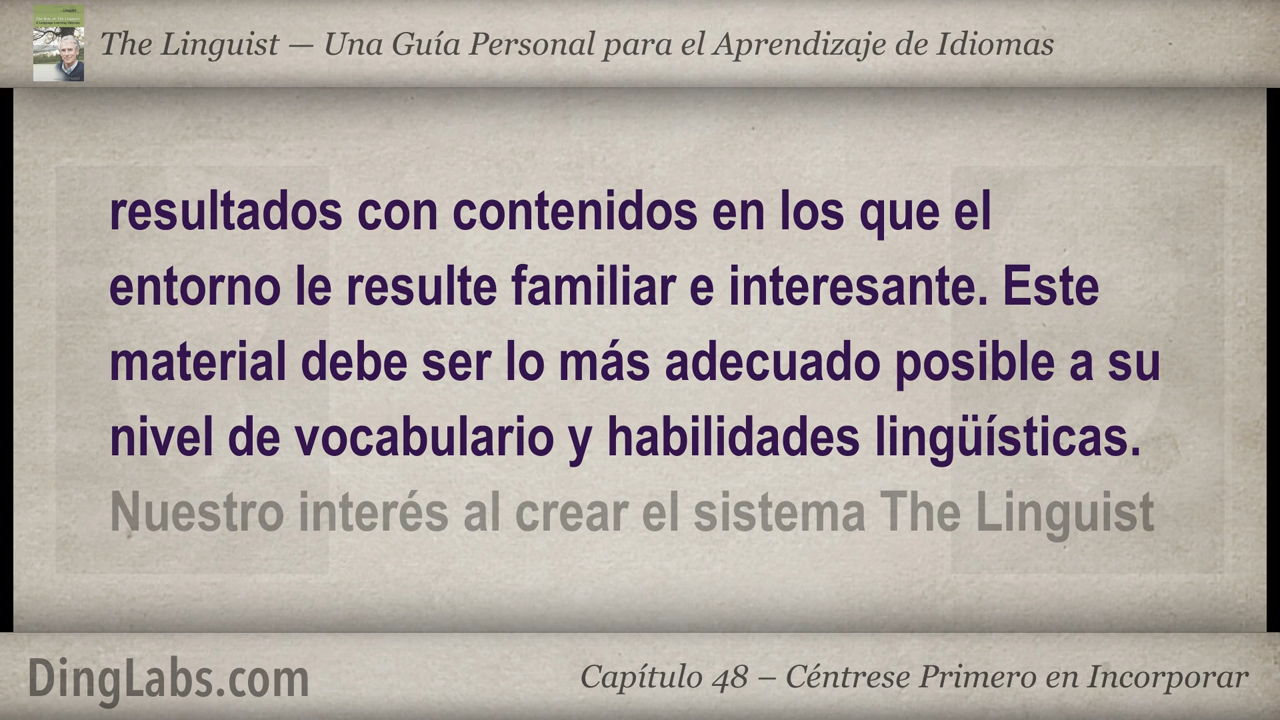 The Linguist — Una Guía Personal para el Aprendizaje de Idiomas
resultados con contenidos en los que el
entorno le resulte familiar e interesante. Este
material debe ser lo más adecuado posible a su
nivel de vocabulario y habilidades lingüísticas.
Nuestro interés al crear el sistema The Linguist
DingLabs.com
Capítulo 48 – Céntrese Primero en Incorporar